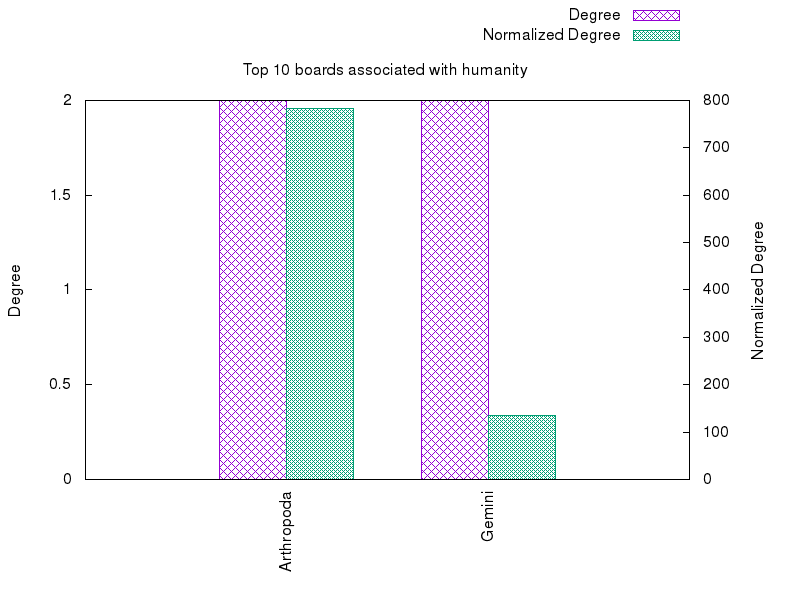 Degree
Normalized Degree
Top 10 boards associated with humanity
2
1.5
1
0.5
0
Degree
800
700
600
500
400
300
200
100
0
Normalized Degree
Arthropoda
Gemini